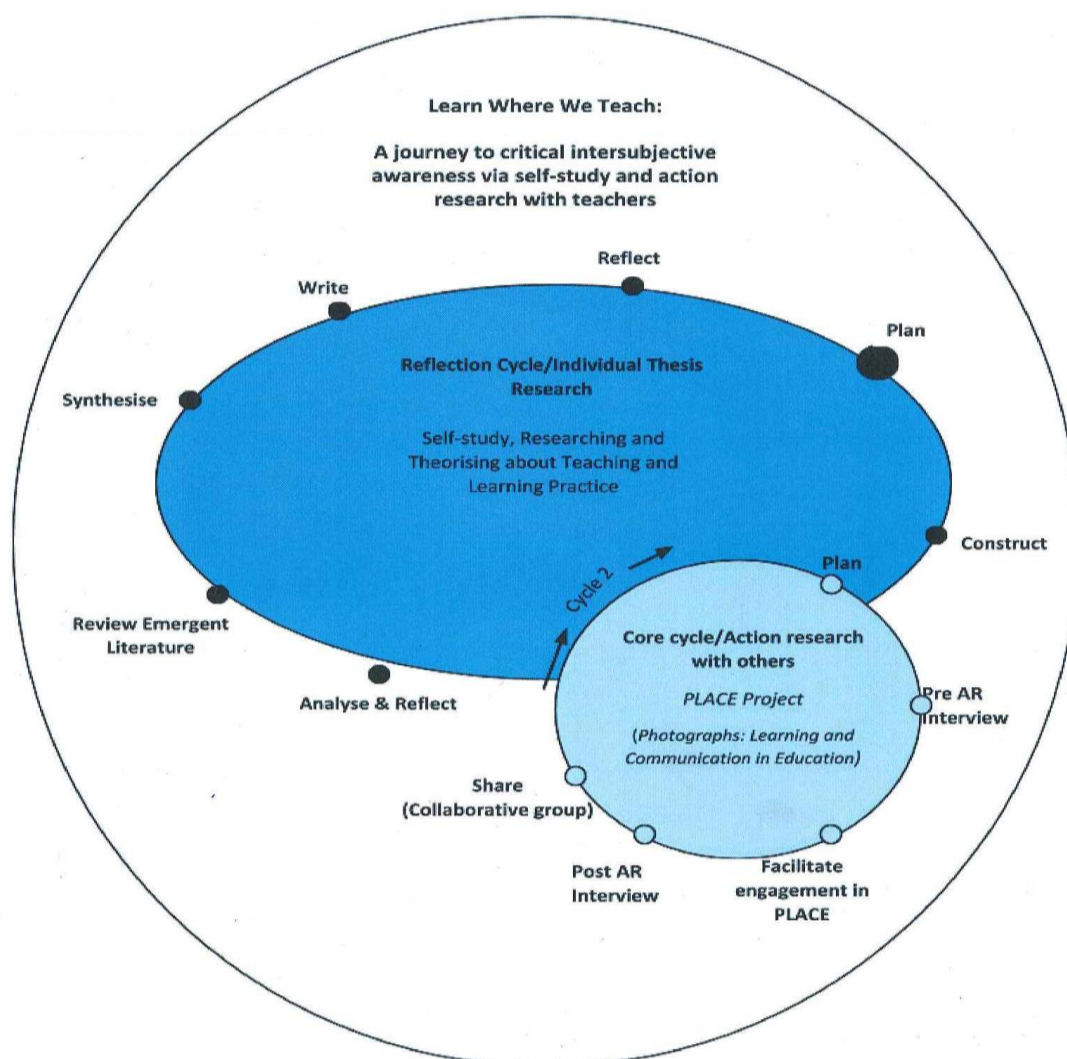 Learn Where We Teach:
A journey to critical intersubjective
awareness via self-study and action
research with teachers
Reflect
Write
Plan
Reflection Cycle/Individual Thesis
Research
Synthesise
Self-study, Researching and
Theorising about Teaching and
Learning Practice
Construct
Cycle 2
Plan
Review Emergent
Literature
Core cycle/Action research
with others
Analyse & Reflect
PLACE Project
Pre AR
Interview
(Photographs: Learning and
Communication in Education)
Share
(Collaborative group)
Post AR
Interview
Facilitate
engagement in
PLACE